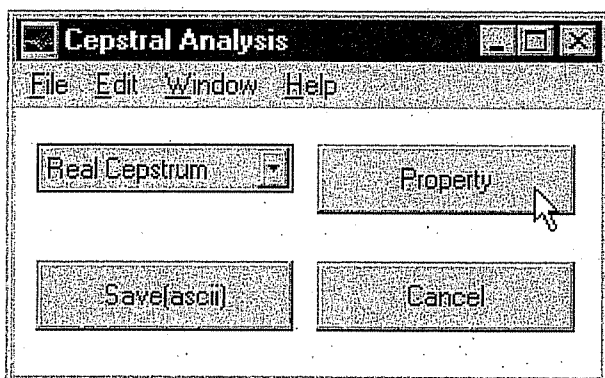 Cepstral Analysis
File Edit Window Help
Real Cepstrum
Property
Save(ascii)
Cancel